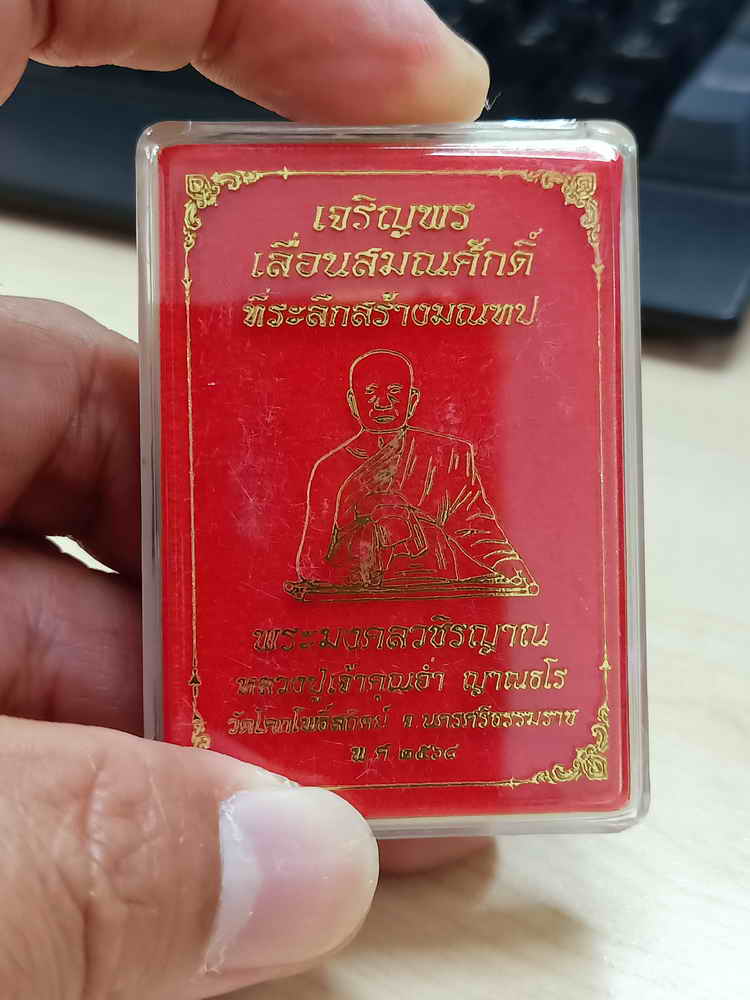 เจริญพร
เลื่อนสมณศักดิ์
ที่ระลึกสร้างมณฑป
พระมงคลวชิรญาณ
หลวงปู่เจ้าคุณอ่ำ ญาณธโร
วัดโคกโพธิ์สถิตย์ จ.นครศรีธรรมราช
พ.ศ ๒๕๖๘